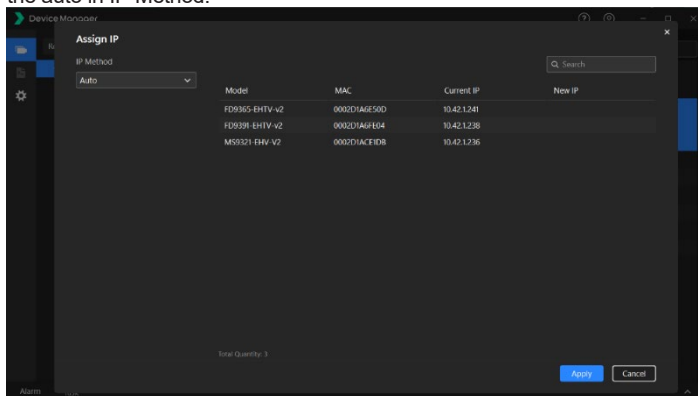 the auto in IP Method.
Device Manager
Assign IP
IP Method
Search
Auto
Model MAC Current IP New IP
FD9365-EHTV-v2 0002D1A6E50D 10.42.1.241
FD9391-EHTV-v2 0002D1A6FE04 10.42.1.238
MS9321-EHV-V2 0002D1ACE1DB 10.42.1.236
Total Quantity: 3
Apply Cancel
Alarm